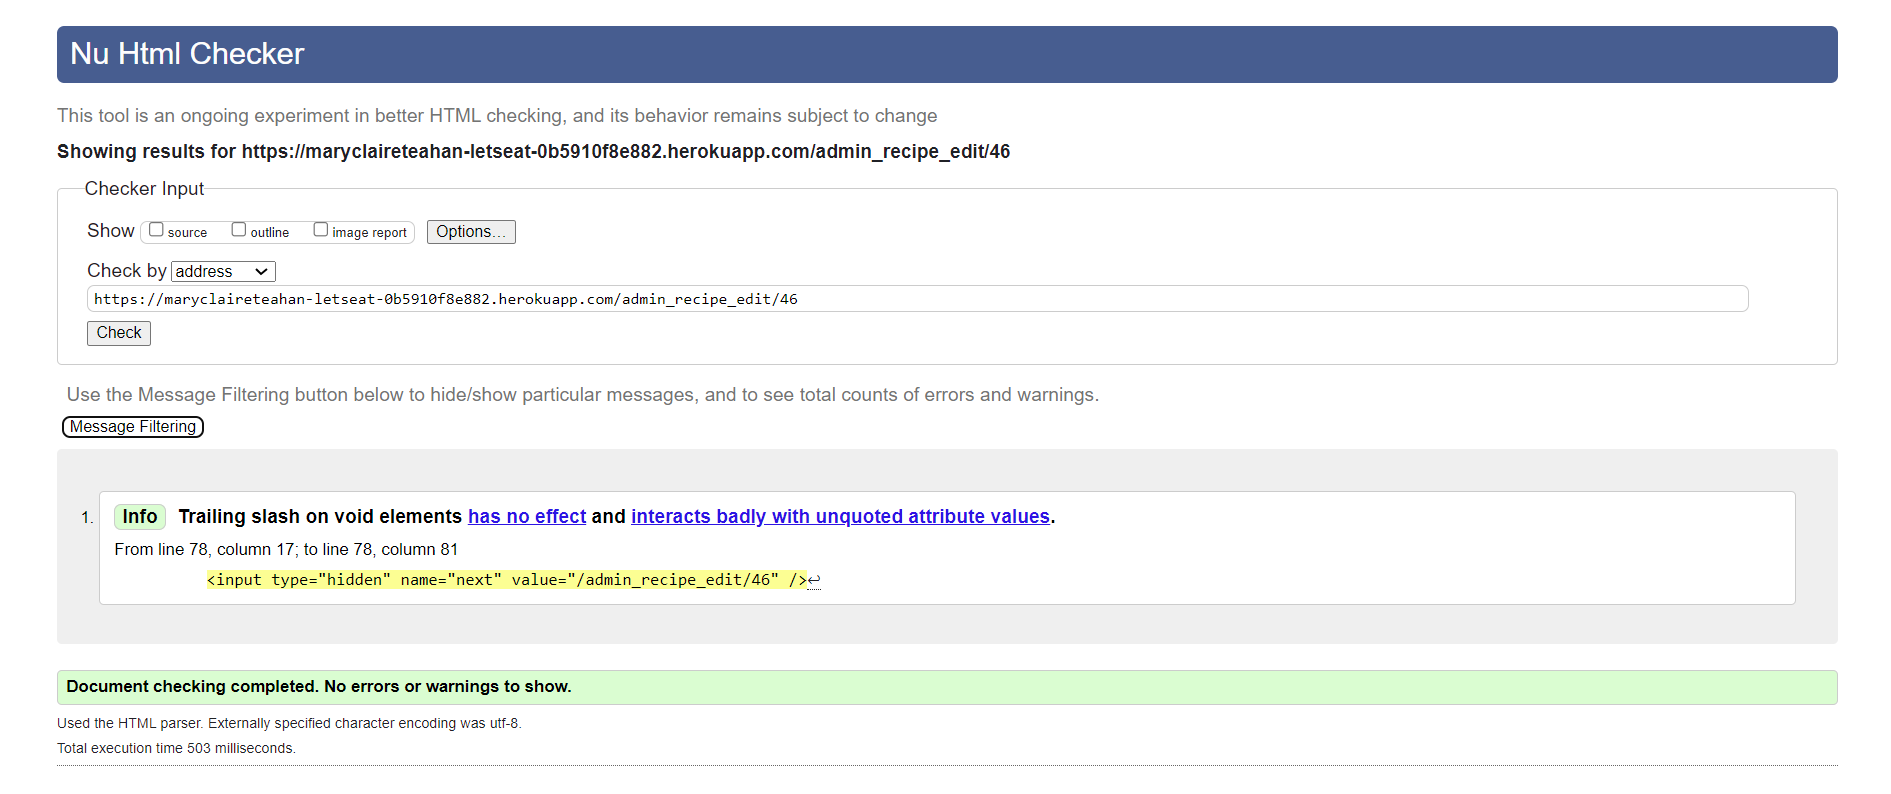 Nu Html Checker
This tool is an ongoing experiment in better HTML checking, and its behavior remains subject to change
Showing results for https://maryclaireteahan-letseat-0b5910f8e882.herokuapp.com/admin_recipe_edit/46
Checker Input
Show source outline image report Options...
Check by address
https://maryclaireteahan-letseat-0b5910f8e882.herokuapp.com/admin_recipe_edit/46
Check
Use the Message Filtering button below to hide/show particular messages, and to see total counts of errors and warnings.
Message Filtering
1. Info Trailing slash on void elements has no effect and interacts badly with unquoted attribute values.
From line 78, column 17; to line 78, column 81
<input type="hidden" name="next" value="/admin_recipe_edit/46" />↩
Document checking completed. No errors or warnings to show.
Used the HTML parser. Externally specified character encoding was utf-8.
Total execution time 503 milliseconds.